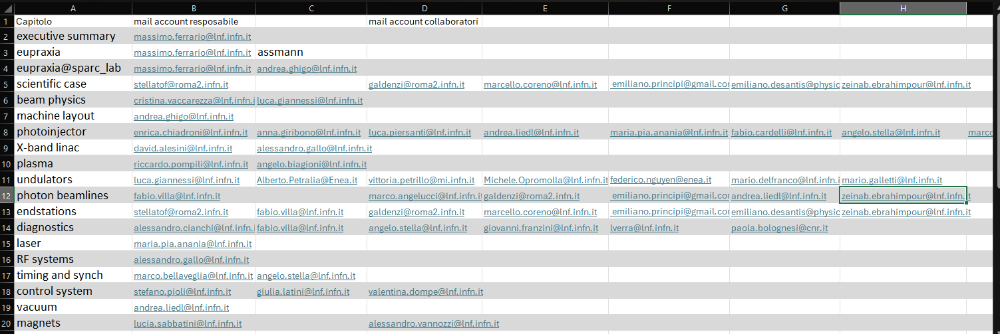 A B C D E F G H
1 Capitolo mail account resposabile mail account collaboratori
2 executive summary massimo.ferrario@lnf.infn.it
3 eupraxia massimo.ferrario@lnf.infn.it assmann
4 eupraxia@sparc_lab massimo.ferrario@lnf.infn.it andrea.ghigo@lnf.infn.it
5 scientific case stellatof@roma2.infn.it galdenzi@roma2.infn.it marcello.coreno@lnf.infn.it emiliano.principi@gmail.cor emiliano.desantis@physic zeinab.ebrahimpour@lnf.infn.it
6 beam physics cristina.vaccarezza@lnf.infn.i luca.giannessi@lnf.infn.it
7 machine layout andrea.ghigo@lnf.infn.it
8 photoinjector enrica.chiadroni@lnf.infn.it anna.giribono@lnf.infn.it luca.piersanti@lnf.infn.it andrea.liedl@lnf.infn.it maria.pia.anania@lnf.infn.it fabio.cardelli@lnf.infn.it angelo.stella@lnf.infn.it marco
9 X-band linac david.alesini@lnf.infn.it alessandro.gallo@lnf.infn.it
10 plasma riccardo.pompili@lnf.infn.it angelo.biagioni@lnf.infn.it
11 undulators luca.giannessi@lnf.infn.it Alberto.Petralia@Enea.it vittoria.petrillo@mi.infn.it Michele.Opromolla@lnf.infn.it federico.nguyen@enea.it mario.delfranco@lnf.infn.i mario.galletti@lnf.infn.it
12 photon beamlines fabio.villa@lnf.infn.it marco.angelucci@lnf.infn.it galdenzi@roma2.infn.it emiliano.principi@gmail.cor andrea.liedl@lnf.infn.it zeinab.ebrahimpour@lnf.infn.it
13 endstations stellatof@roma2.infn.it fabio.villa@lnf.infn.it galdenzi@roma2.infn.it marcello.coreno@lnf.infn.it emiliano.principi@gmail.cor emiliano.desantis@physic zeinab.ebrahimpour@lnf.infn.it
14 diagnostics alessandro.cianchi@lnf.infn. fabio.villa@lnf.infn.it angelo.stella@lnf.infn.it giovanni.franzini@lnf.infn.it lverra@lnf.infn.it paola.bolognesi@cnr.it
15 laser maria.pia.anania@lnf.infn.it
16 RF systems alessandro.gallo@lnf.infn.it
17 timing and synch marco.bellaveglia@lnf.infn.it angelo.stella@lnf.infn.it
18 control system stefano.pioli@lnf.infn.it giulia.latini@lnf.infn.it valentina.dompe@lnf.infn.it
19 vacuum andrea.liedl@lnf.infn.it
20 magnets lucia.sabbatini@lnf.infn.it alessandro.vannozzi@lnf.infn.it